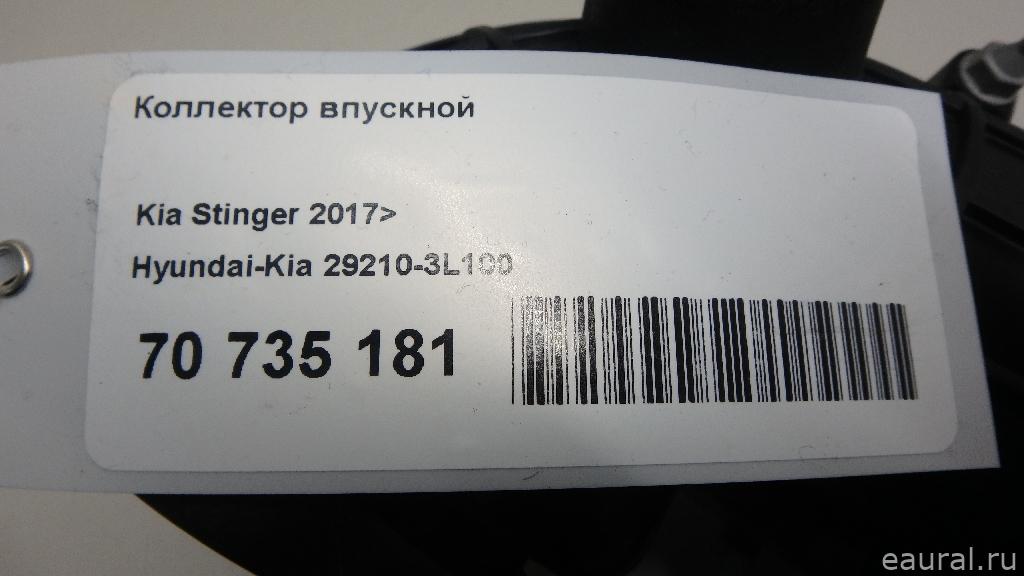 Коллектор впускной
Kia Stinger 2017>
Hyundai-Kia 29210-3L100
70 735 181
eaural.ru